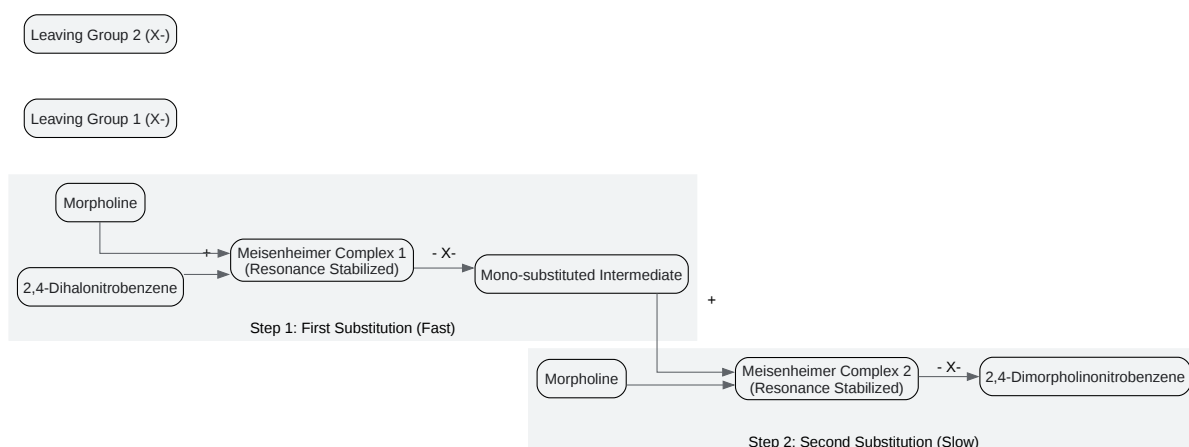 Leaving Group 2 (X-)
Leaving Group 1 (X-)
Morpholine
+
Meisenheimer Complex 1
(Resonance Stabilized)
- X-
Mono-substituted Intermediate
2,4-Dihalonitrobenzene
+
Step 1: First Substitution (Fast)
Morpholine
Meisenheimer Complex 2
(Resonance Stabilized)
- X-
2,4-Dimorpholinonitrobenzene
Step 2: Second Substitution (Slow)